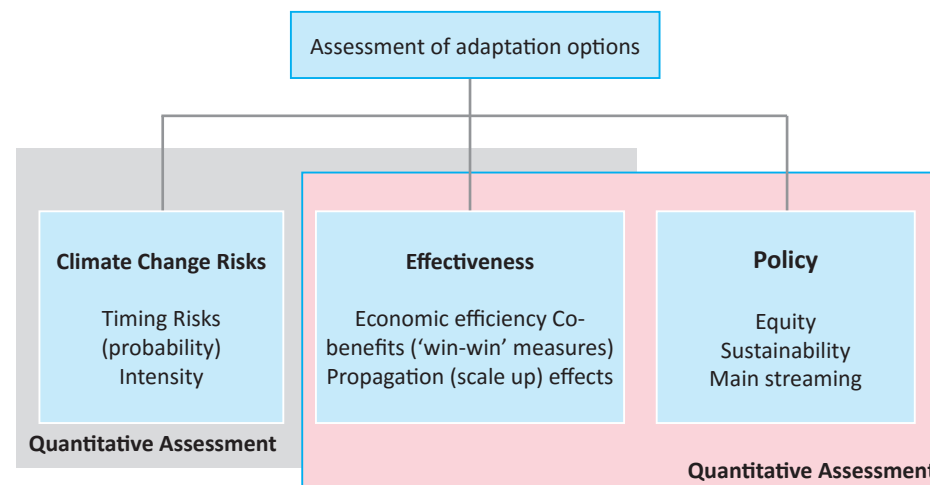 Assessment of adaptation options
Climate Change Risks
Timing Risks
(probability)
Intensity
Effectiveness
Economic efficiency Co-
benefits (‘win-win’ measures)
Propagation (scale up) effects
Policy
Equity
Sustainability
Main streaming
Quantitative Assessment
Quantitative Assessment